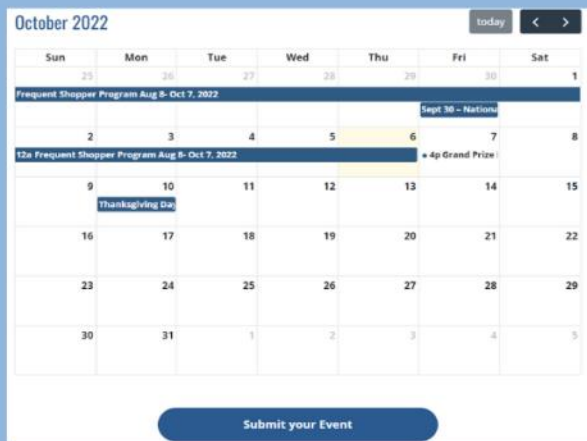 October 2022 today < >
Sun Mon Tue Wed Thu Fri Sat
25 26 27 28 29 30 1
Frequent Shopper Program Aug 8- Oct 7, 2022
Sept 30 – Nationa
2 3 4 5 6 7 8
12a Frequent Shopper Program Aug 8- Oct 7, 2022 • 4p Grand Prize
9 10 11 12 13 14 15
Thanksgiving Day
16 17 18 19 20 21 22
23 24 25 26 27 28 29
30 31 1 2 3 4 5
Submit your Event